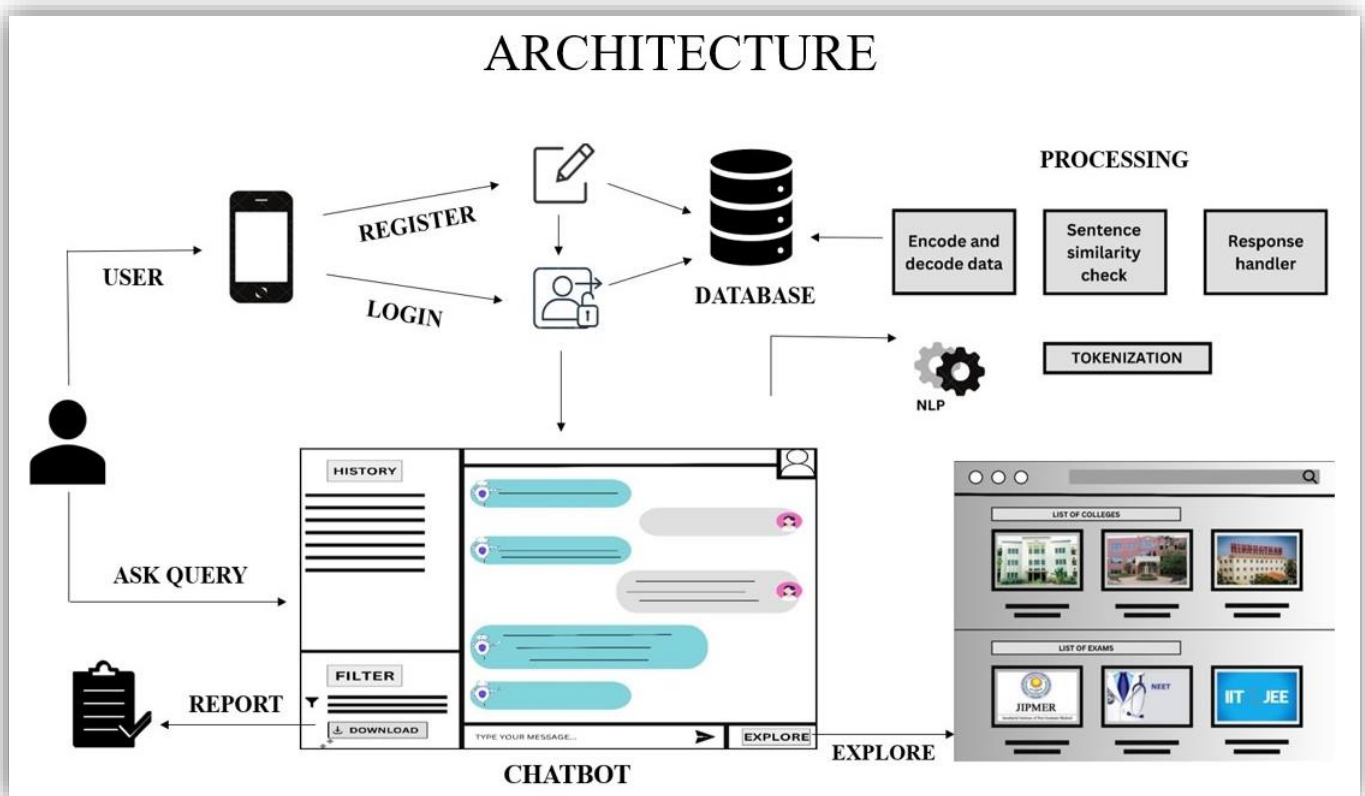 ARCHITECTURE
PROCESSING
REGISTER
USER
LOGIN
DATABASE
Encode and
decode data
Sentence
similarity
check
Response
handler
TOKENIZATION
NLP
HISTORY
ASK QUERY
FILTER
REPORT
DOWNLOAD
TYPE YOUR MESSAGE...
EXPLORE
CHATBOT
EXPLORE
LIST OF COLLEGES
HINDUSTHAN
LIST OF EXAMS
JIPMER
NEET
IIT JEE